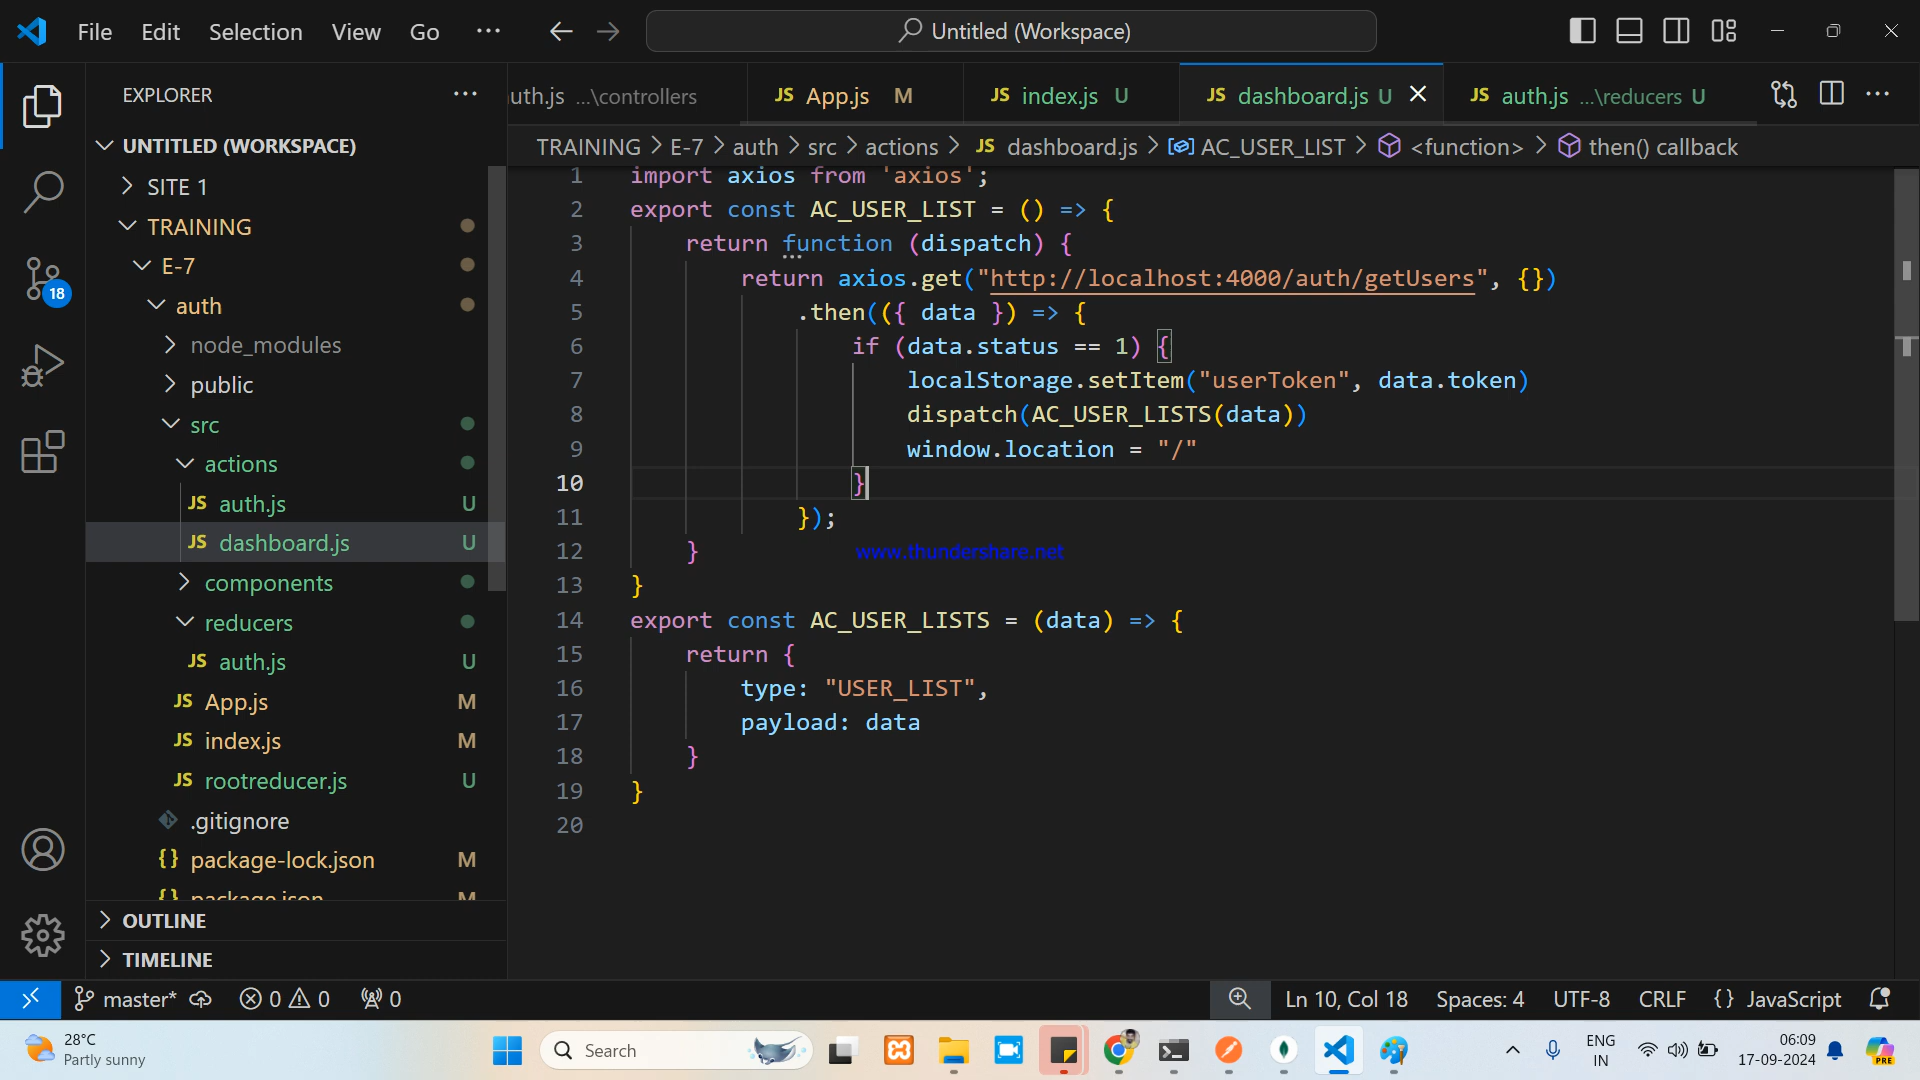 File Edit Selection View Go ··· Untitled (Workspace)
EXPLORER ···
UNTITLED (WORKSPACE)
SITE 1
TRAINING
E-7
auth
node_modules
public
src
actions
JS auth.js U
JS dashboard.js U
components
reducers
JS auth.js U
JS App.js M
JS index.js M
JS rootreducer.js U
.gitignore
{} package-lock.json M
{} package.json M
OUTLINE
TIMELINE
18
uth.js ...\controllers JS App.js M JS index.js U JS dashboard.js U JS auth.js ...\reducers U ···
TRAINING > E-7 > auth > src > actions > JS dashboard.js > AC_USER_LIST > <function> > then() callback
1 import axios from 'axios';
2 export const AC_USER_LIST = () => {
3 return function (dispatch) {
4 return axios.get("http://localhost:4000/auth/getUsers", {})
5 .then(({ data }) => {
6 if (data.status == 1) {
7 localStorage.setItem("userToken", data.token)
8 dispatch(AC_USER_LISTS(data))
9 window.location = "/"
10 }
11 });
12 }
www.thundershare.net
13 }
14 export const AC_USER_LISTS = (data) => {
15 return {
16 type: "USER_LIST",
17 payload: data
18 }
19 }
20
master* 0 0 0 Ln 10, Col 18 Spaces: 4 UTF-8 CRLF {} JavaScript
28°C
Partly sunny
Search
ENG
IN
06:09
17-09-2024
PRE